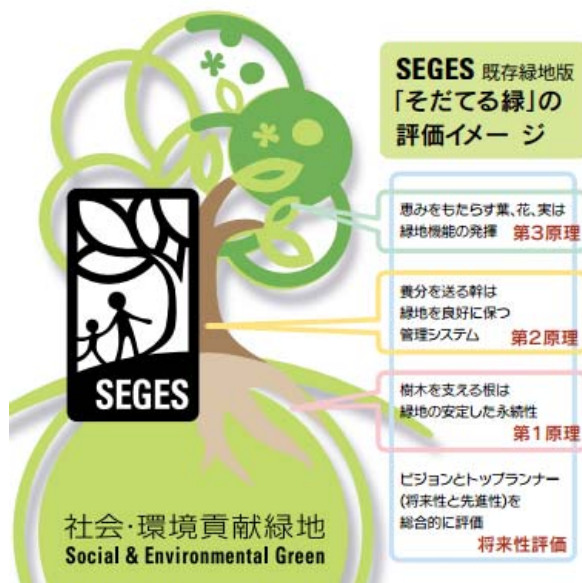 SEGES 既存緑地版
「そだてる緑」の
評価イメージ
恵みをもたらす葉、花、実は
緑地機能の発揮 第3原理
養分を送る幹は
緑地を良好に保つ
管理システム 第2原理
SEGES
樹木を支える根は
緑地の安定した永続性
第1原理
ビジョンとトップランナー
(将来性と先進性)を
総合的に評価
将来性評価
社会・環境貢献緑地
Social & Environmental Green